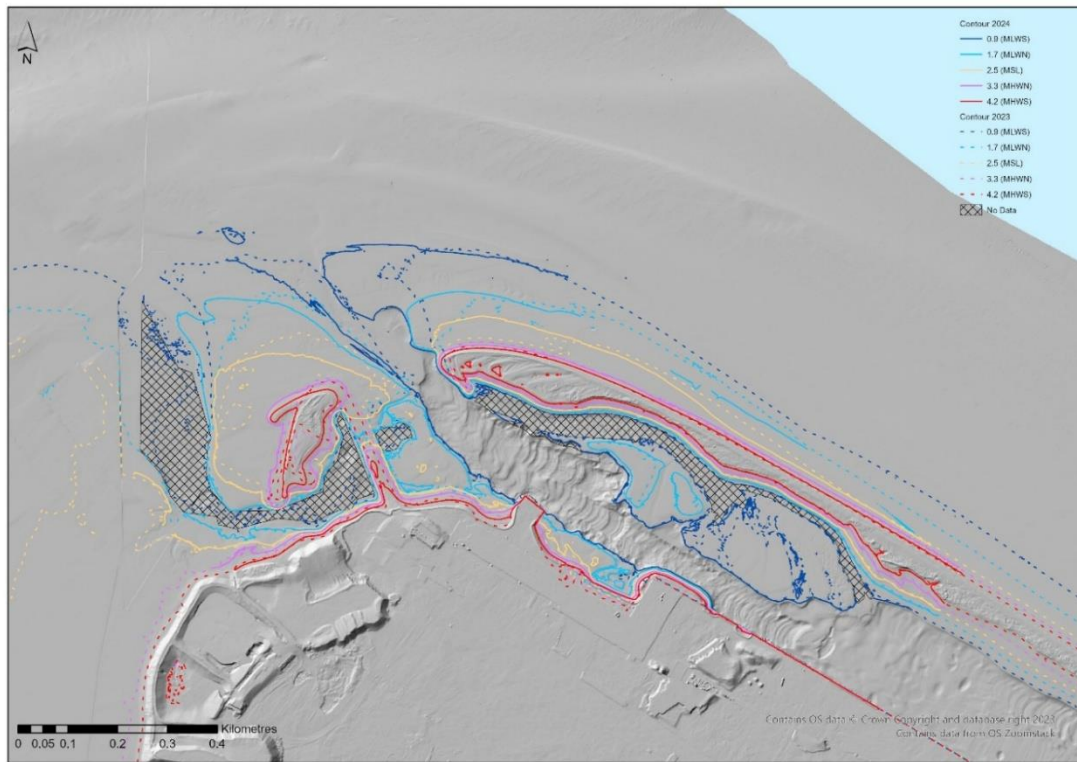 N
Contour 2024
0.9 (MLWS)
1.7 (MLWN)
2.5 (MSL)
3.3 (MHWN)
4.2 (MHWS)
Contour 2023
0.9 (MLWS)
1.7 (MLWN)
2.5 (MSL)
3.3 (MHWN)
4.2 (MHWS)
No Data
Kilometres
0 0.05 0.1 0.2 0.3 0.4
Contains OS data © Crown Copyright and database right 2023
Contains data from OS Zoomstack